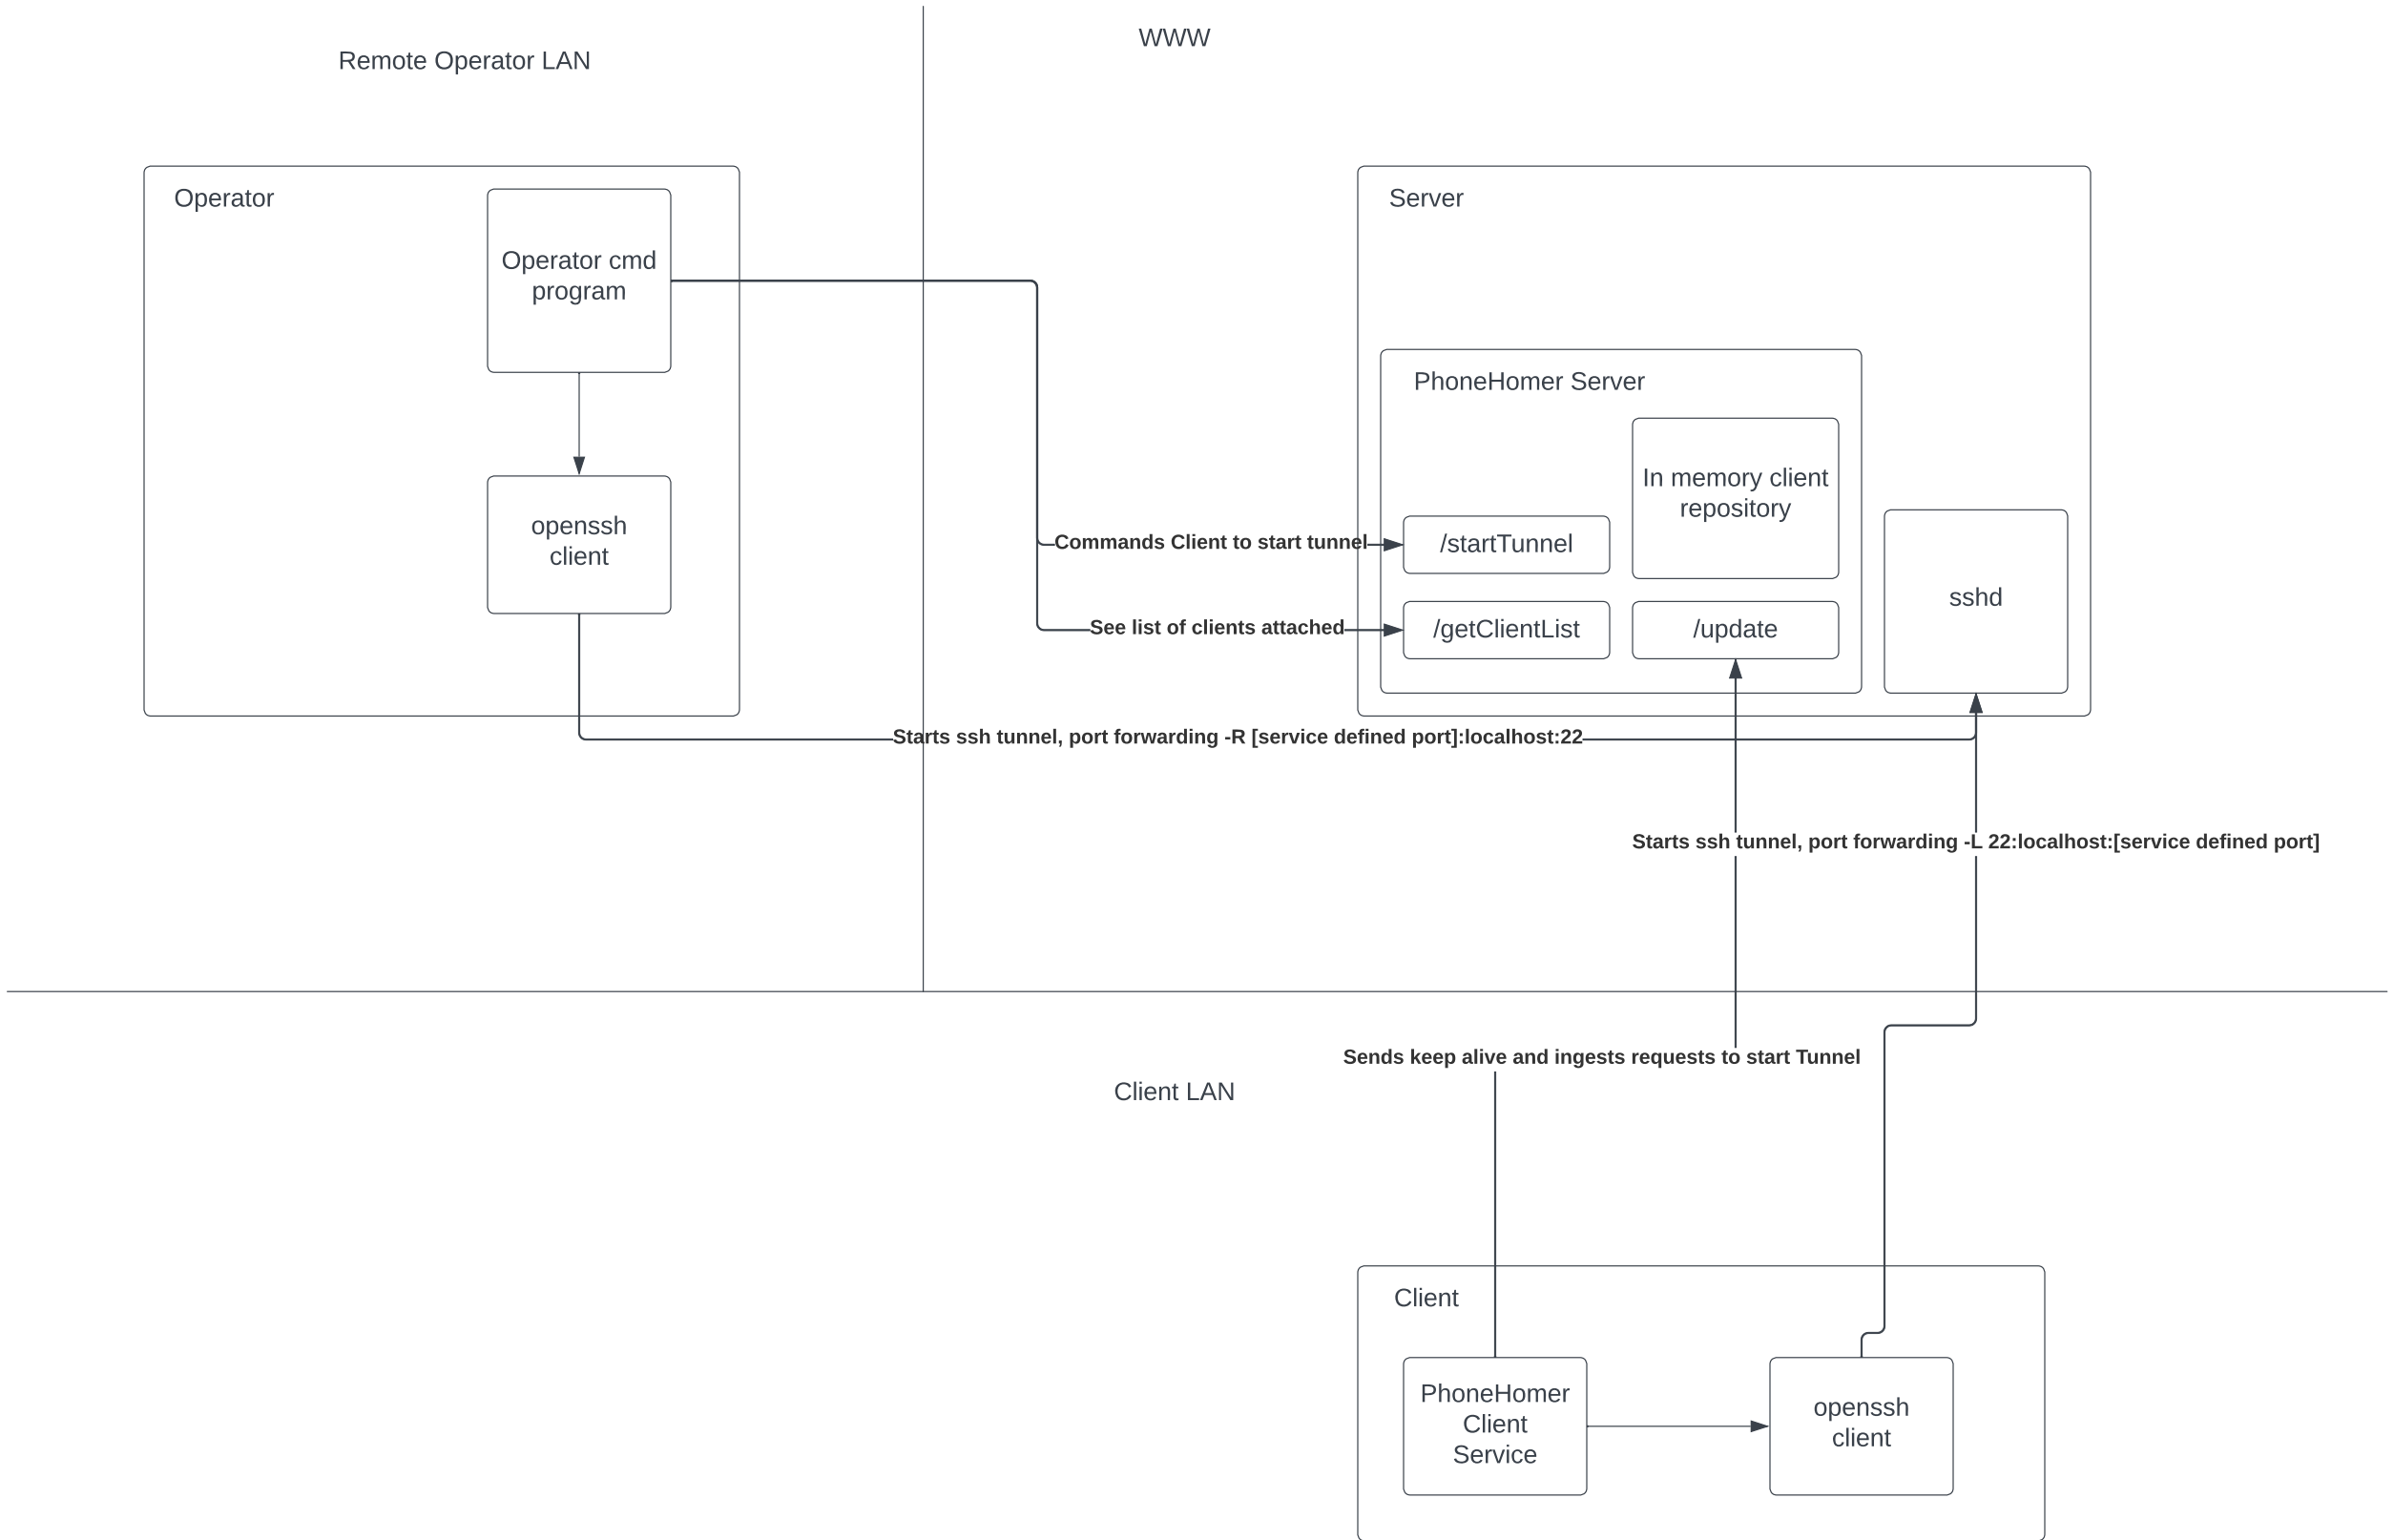 WWW
Remote Operator LAN
Operator
Server
Operator cmd
program
PhoneHomer Server
In memory client
repository
openssh
client
Commands Client to start tunnel
/startTunnel
sshd
See list of clients attached
/getClientList
/update
Starts ssh tunnel, port forwarding -R [service defined port]:localhost:22
Starts ssh tunnel, port forwarding -L 22:localhost:[service defined port]
Sends keep alive and ingests requests to start Tunnel
Client LAN
Client
PhoneHomer
Client
Service
openssh
client